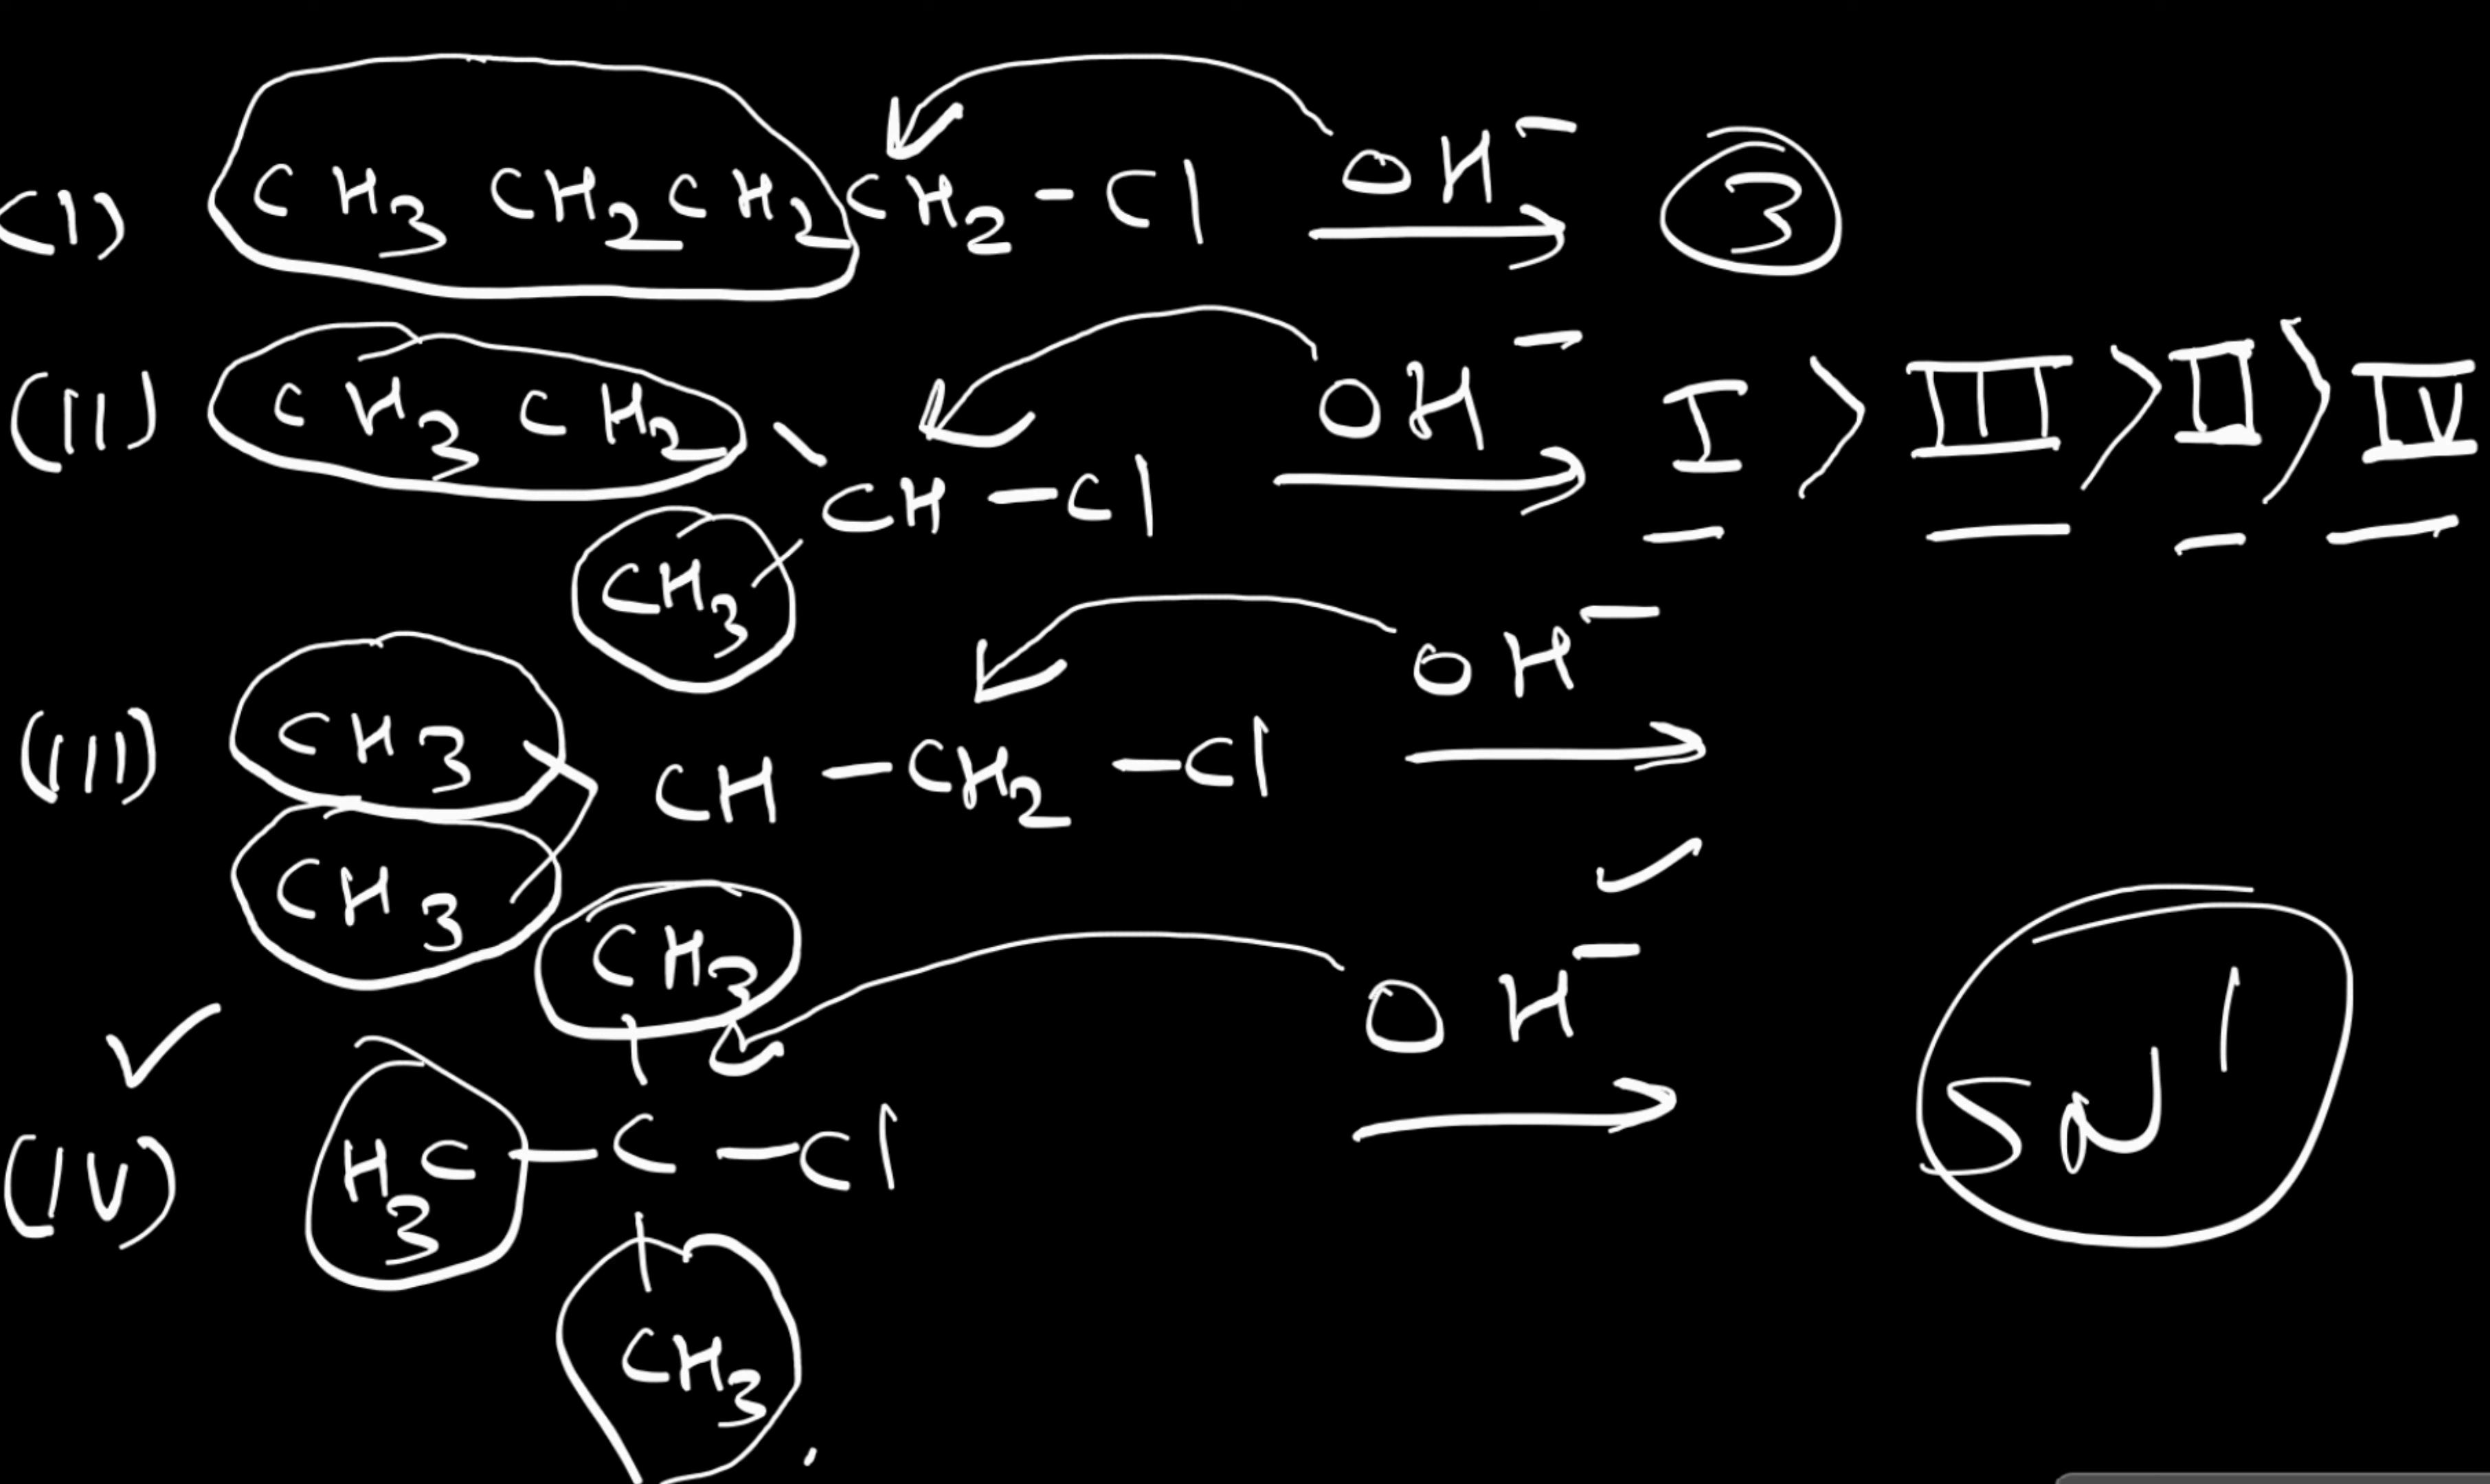 (I) CH3 CH2 CH2 CH2 - Cl OH- → 3
(II) CH3 CH2 OH- → I > III > II > IV
CH - Cl
CH3
(III) CH3 OH-
CH - CH2 - Cl →
CH3
CH3 OH-
(IV) H3C - C - Cl → SN1
CH3